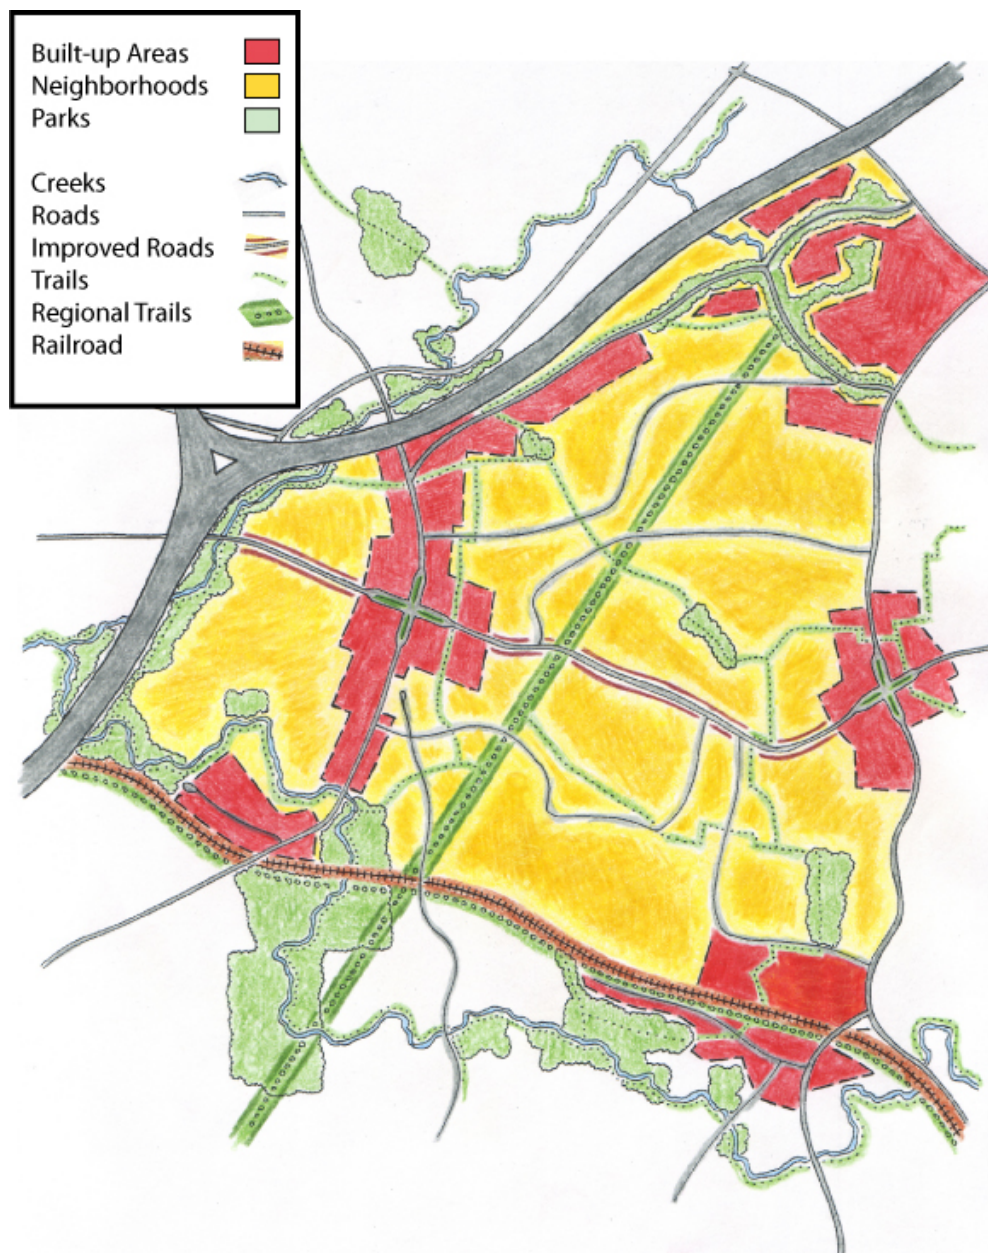 Built-up Areas
Neighborhoods
Parks
Creeks
Roads
Improved Roads
Trails
Regional Trails
Railroad